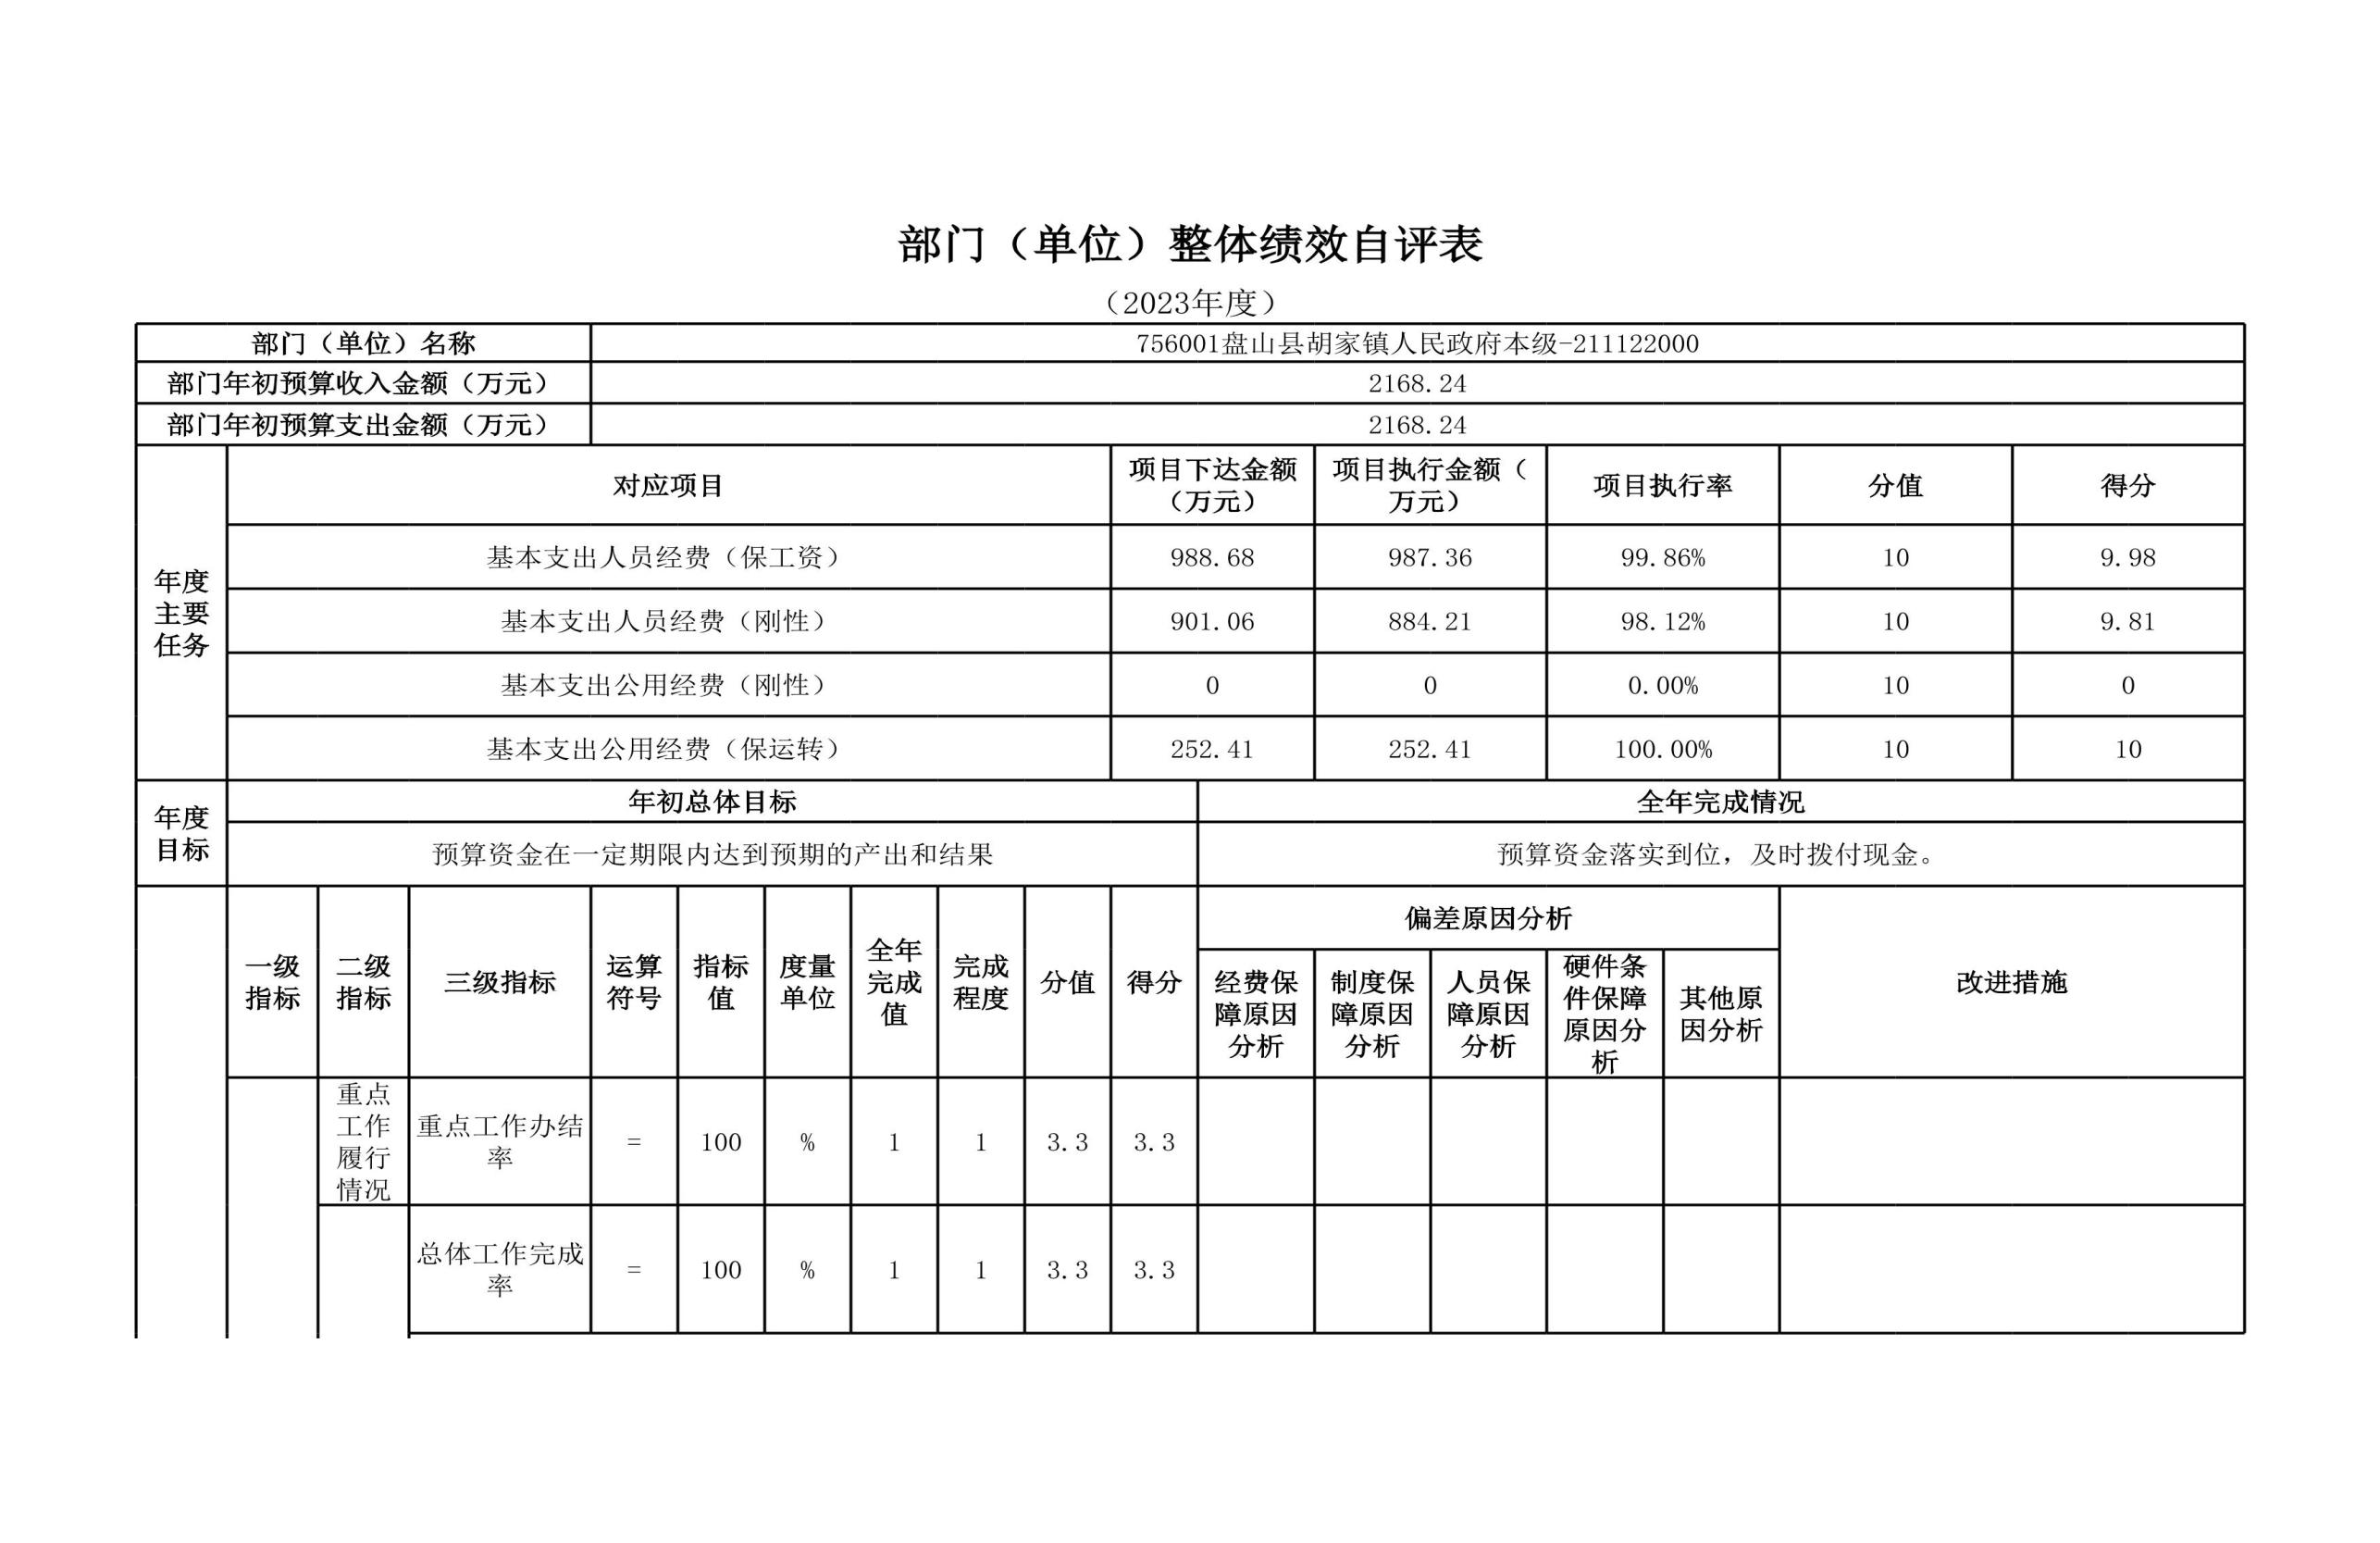 部门（单位）整体绩效自评表
（2023年度）
部门（单位）名称 756001盘山县胡家镇人民政府本级-211122000
部门年初预算收入金额（万元） 2168.24
部门年初预算支出金额（万元） 2168.24
年度主要任务 对应项目 项目下达金额（万元） 项目执行金额（万元） 项目执行率 分值 得分
基本支出人员经费（保工资） 988.68 987.36 99.86% 10 9.98
基本支出人员经费（刚性） 901.06 884.21 98.12% 10 9.81
基本支出公用经费（刚性） 0 0 0.00% 10 0
基本支出公用经费（保运转） 252.41 252.41 100.00% 10 10
年度目标 年初总体目标 全年完成情况
预算资金在一定期限内达到预期的产出和结果 预算资金落实到位，及时拨付现金。
一级指标 二级指标 三级指标 运算符号 指标值 度量单位 全年完成值 完成程度 分值 得分 偏差原因分析 改进措施
经费保障原因分析 制度保障原因分析 人员保障原因分析 硬件条件保障原因分析 其他原因分析
重点工作履行情况 重点工作办结率 = 100 % 1 1 3.3 3.3
总体工作完成率 = 100 % 1 1 3.3 3.3